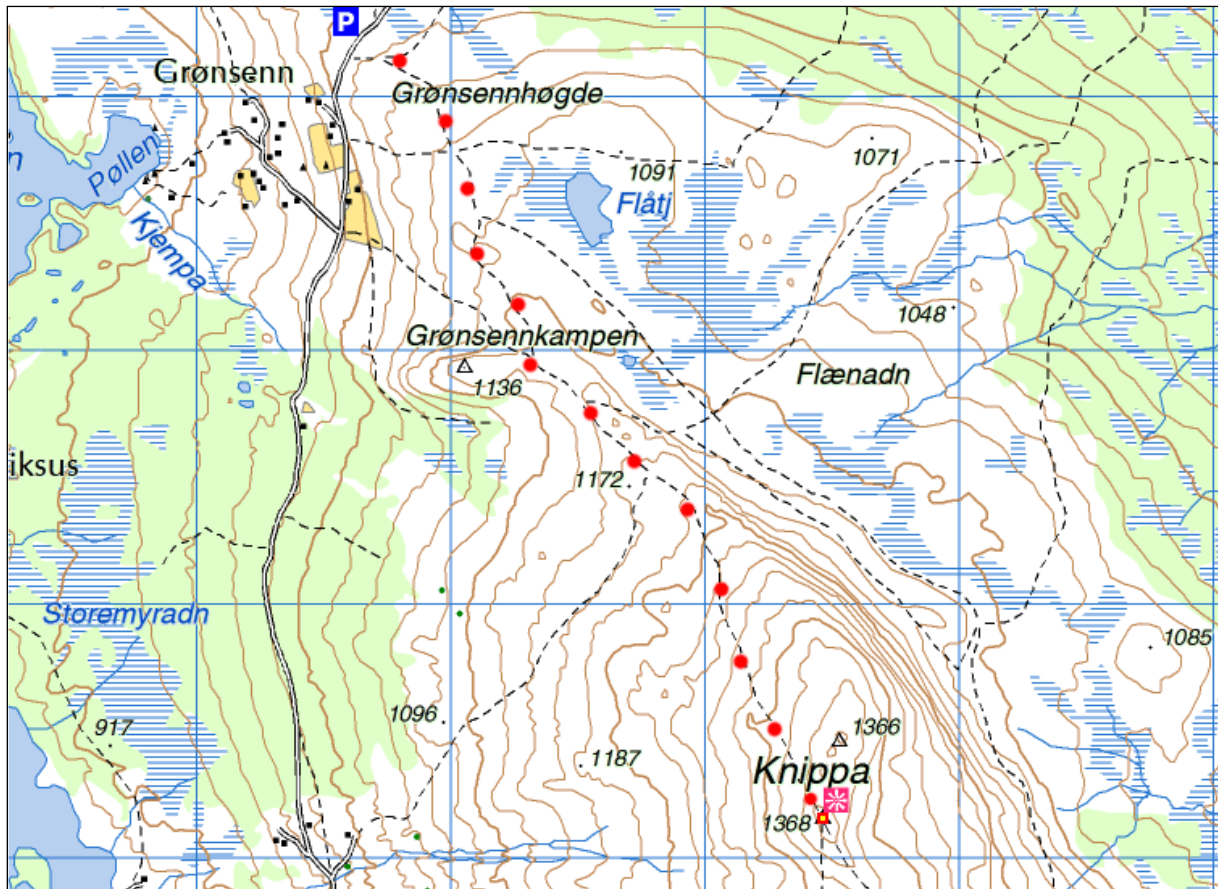 P
Grønsenn
Grønsennhøgde
n
Pøllen
1091
1071
Flåtj
Kjempa
1048
Grønsennkampen
1136
Flænadn
iksus
1172
Storemyradn
1085
917
1096
1366
1187
Knippa
1368